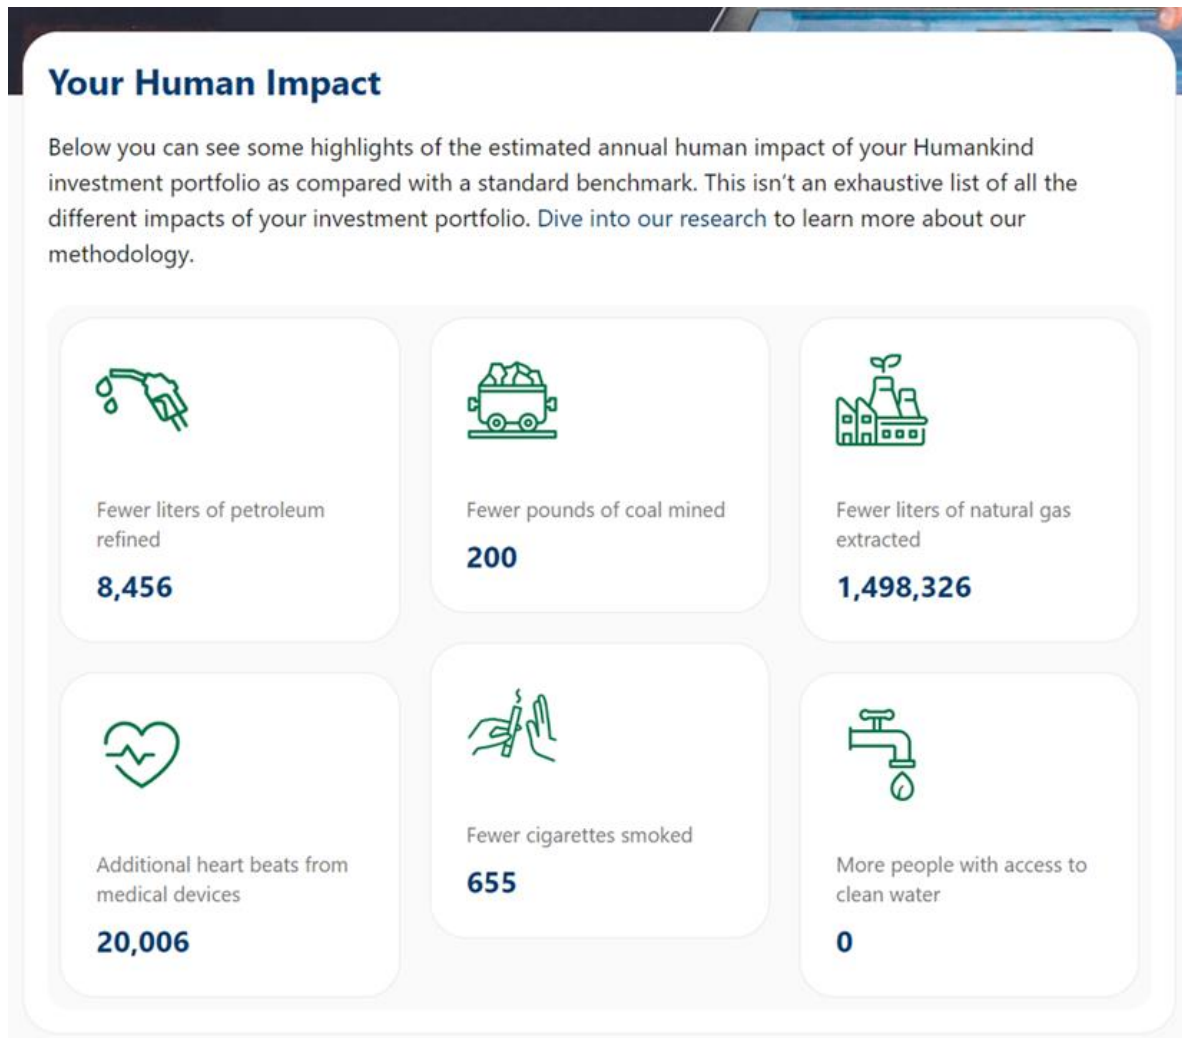 Your Human Impact
Below you can see some highlights of the estimated annual human impact of your Humankind
investment portfolio as compared with a standard benchmark. This isn't an exhaustive list of all the
different impacts of your investment portfolio. Dive into our research to learn more about our
methodology.
Fewer liters of petroleum
refined
8,456
Fewer pounds of coal mined
200
Fewer liters of natural gas
extracted
1,498,326
Additional heart beats from
medical devices
20,006
Fewer cigarettes smoked
655
More people with access to
clean water
0